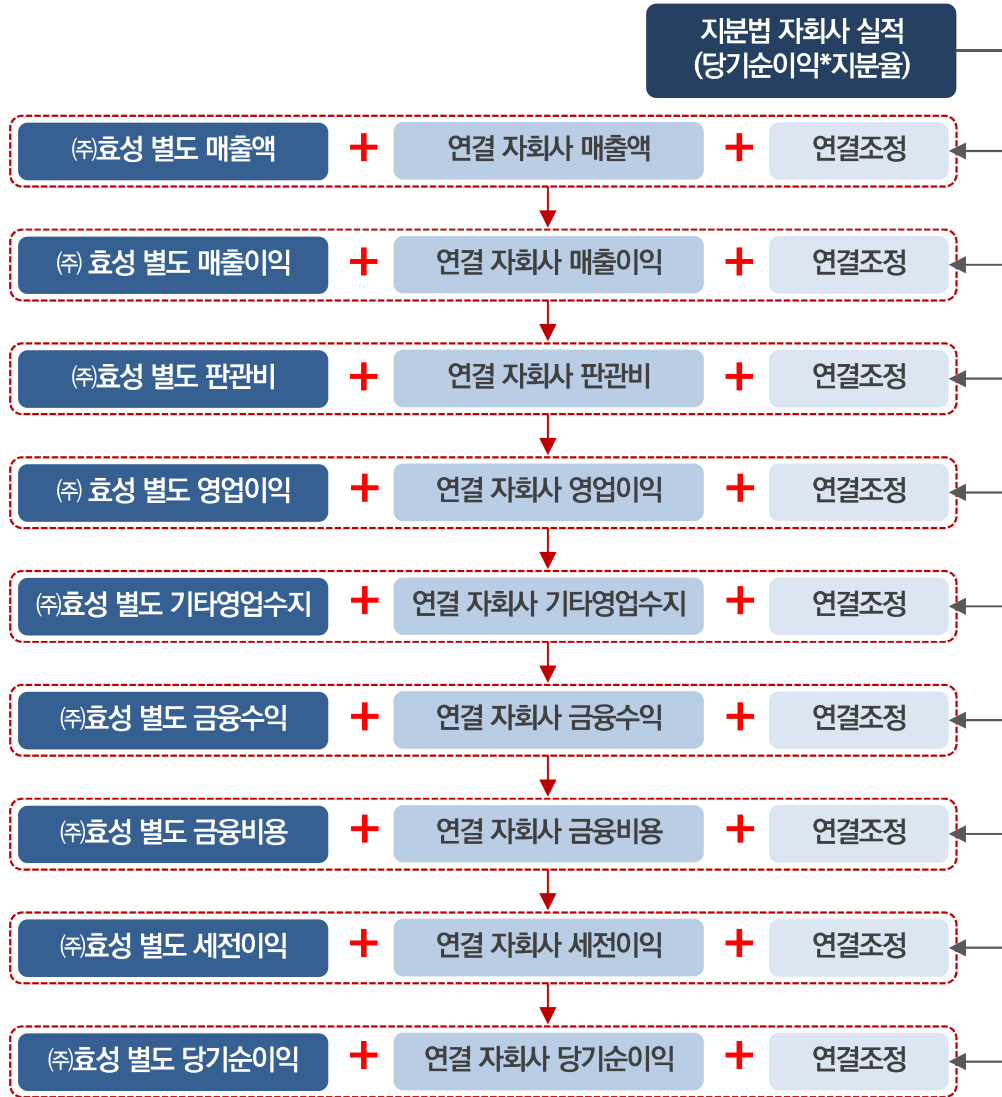 지분법 자회사 실적
(당기순이익*지분율)
㈜효성 별도 매출액 + 연결 자회사 매출액 + 연결조정
㈜ 효성 별도 매출이익 + 연결 자회사 매출이익 + 연결조정
㈜효성 별도 판관비 + 연결 자회사 판관비 + 연결조정
㈜ 효성 별도 영업이익 + 연결 자회사 영업이익 + 연결조정
㈜효성 별도 기타영업수지 + 연결 자회사 기타영업수지 + 연결조정
㈜효성 별도 금융수익 + 연결 자회사 금융수익 + 연결조정
㈜효성 별도 금융비용 + 연결 자회사 금융비용 + 연결조정
㈜효성 별도 세전이익 + 연결 자회사 세전이익 + 연결조정
㈜효성 별도 당기순이익 + 연결 자회사 당기순이익 + 연결조정